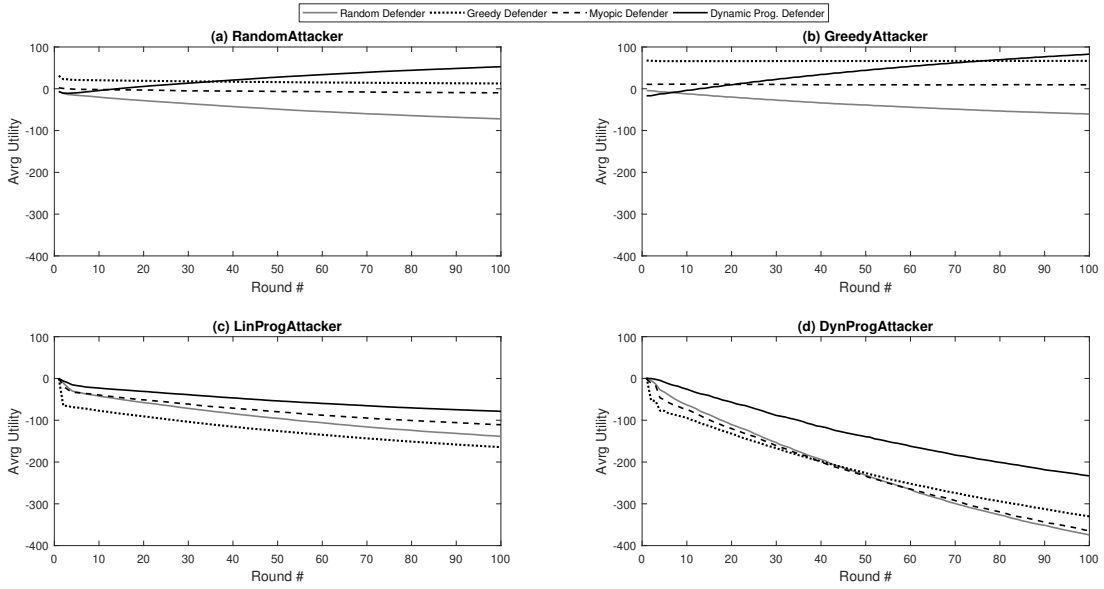 Random Defender Greedy Defender Myopic Defender Dynamic Prog. Defender
(a) RandomAttacker
100
0
-100
-200
-300
-400
Avrg Utility
0 10 20 30 40 50 60 70 80 90 100
Round #
(b) GreedyAttacker
100
0
-100
-200
-300
-400
Avrg Utility
0 10 20 30 40 50 60 70 80 90 100
Round #
(c) LinProgAttacker
100
0
-100
-200
-300
-400
Avrg Utility
0 10 20 30 40 50 60 70 80 90 100
Round #
(d) DynProgAttacker
100
0
-100
-200
-300
-400
Avrg Utility
0 10 20 30 40 50 60 70 80 90 100
Round #